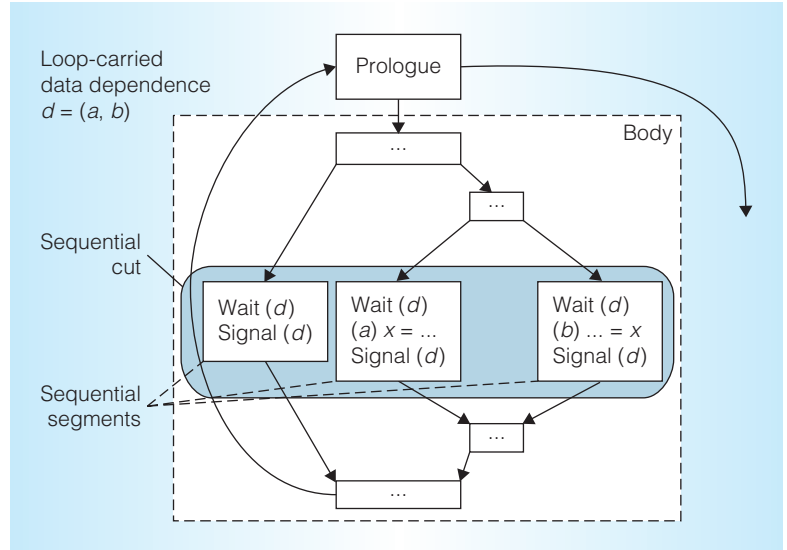 Loop-carried
data dependence
d = (a, b)
Prologue
Body
...
...
Sequential
cut
Wait (d)
Signal (d)
Wait (d)
(a) x = ...
Signal (d)
Wait (d)
(b) ... = x
Signal (d)
Sequential
segments
...
...